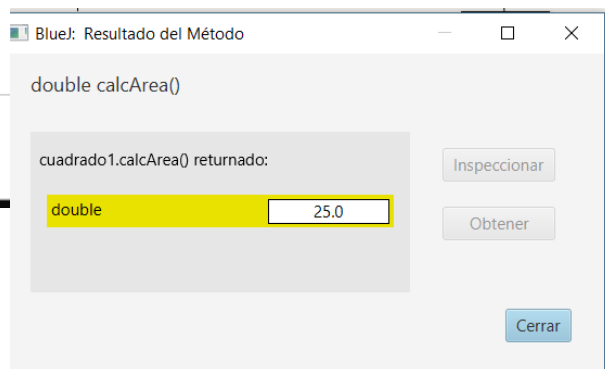 BlueJ: Resultado del Método
double calcArea()
cuadrado1.calcArea() returnado:
Inspeccionar
double 25.0
Obtener
Cerrar